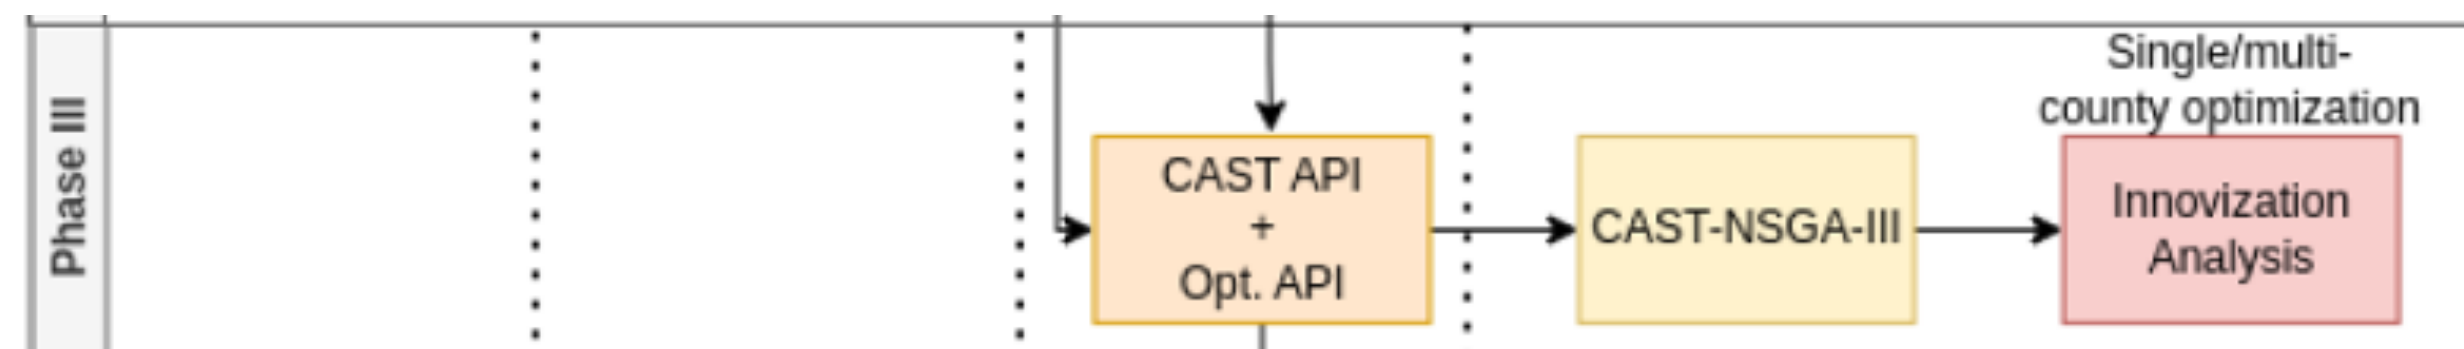 Phase III
CAST API
+
Opt. API
CAST-NSGA-III
Single/multi-
county optimization
Innovization
Analysis